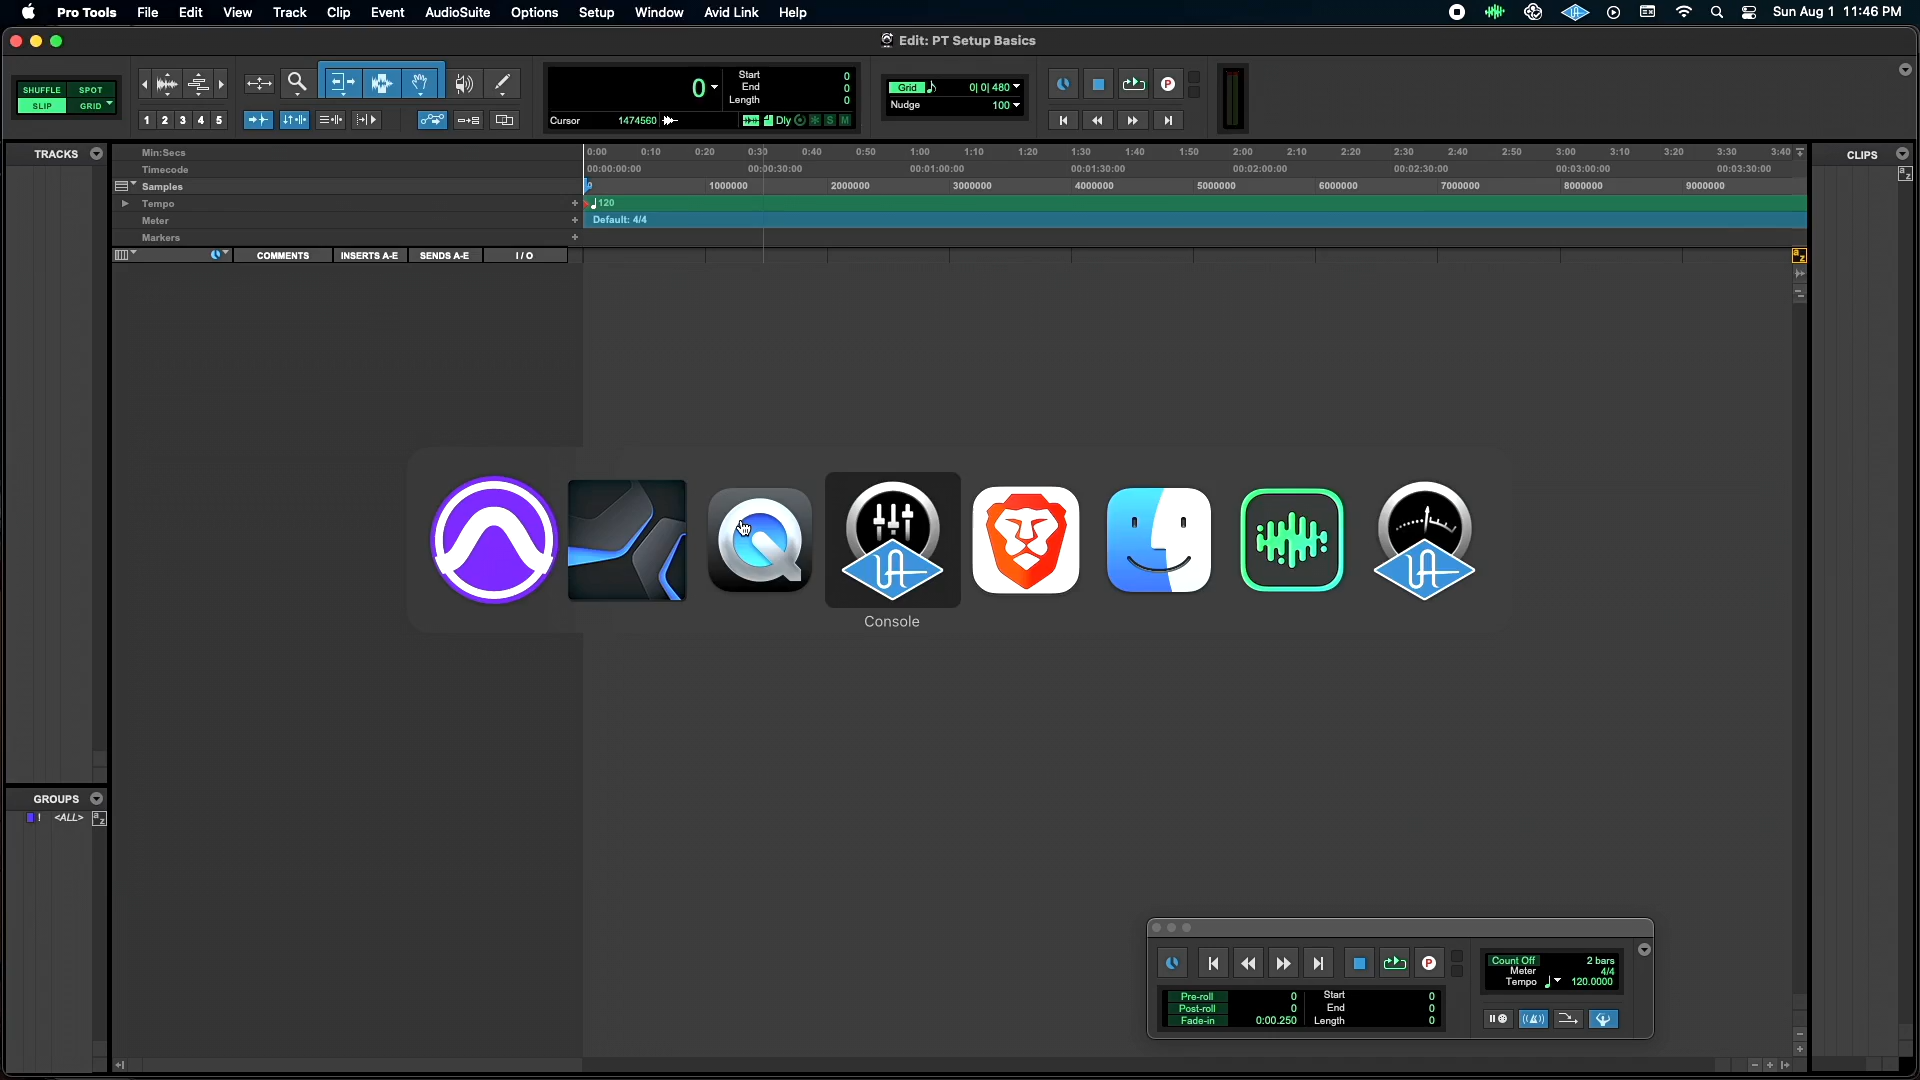 Pro Tools File Edit View Track Clip Event AudioSuite Options Setup Window Avid Link Help Sun Aug 1 11:46 PM
Edit: PT Setup Basics
SHUFFLE SPOT
SLIP GRID
1 2 3 4 5
0
Start 0
End 0
Length 0
Cursor 1474560 Dly S M
Grid 0| 0| 480
Nudge 100
P
TRACKS
CLIPS
Min:Secs 0:00 0:10 0:20 0:30 0:40 0:50 1:00 1:10 1:20 1:30 1:40 1:50 2:00 2:10 2:20 2:30 2:40 2:50 3:00 3:10 3:20 3:30 3:40
Timecode 00:00:00:00 00:00:30:00 00:01:00:00 00:01:30:00 00:02:00:00 00:02:30:00 00:03:00:00 00:03:30:00
Samples 0 1000000 2000000 3000000 4000000 5000000 6000000 7000000 8000000 9000000
Tempo + 120
Meter + Default: 4/4
Markers +
COMMENTS INSERTS A-E SENDS A-E I / O
a z
a z
Console
GROUPS
! <ALL> a z
P
Count Off 2 bars
Meter 4/4
Tempo 120.0000
Pre-roll 0 Start 0
Post-roll 0 End 0
Fade-in 0:00.250 Length 0